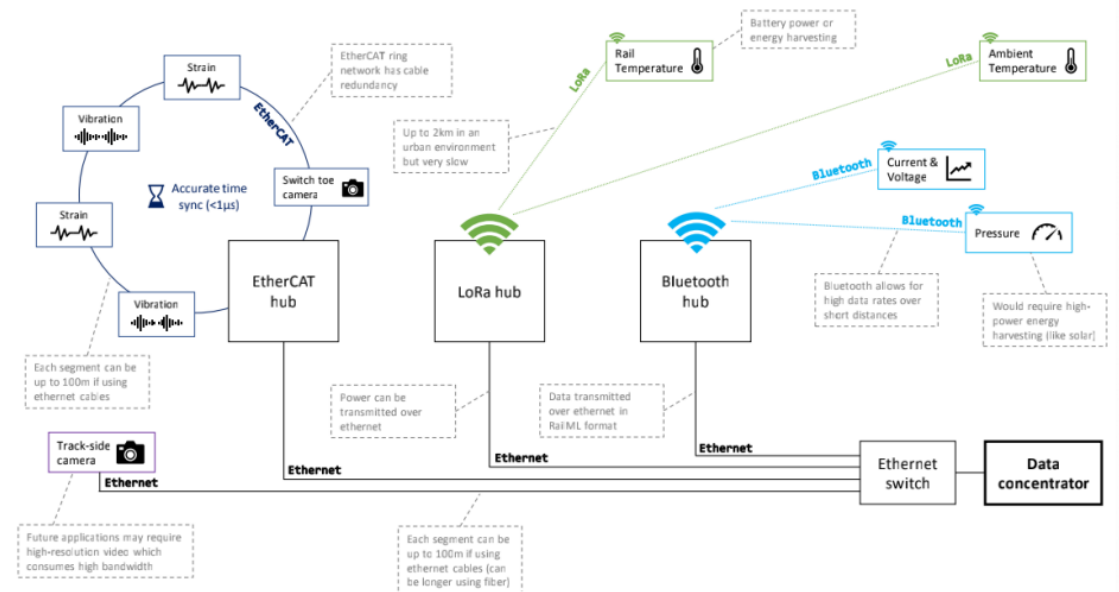 Strain
Vibration
EtherCAT
EtherCAT ring
network has cable
redundancy
Accurate time
sync (<1µs)
Switch toe
camera
Strain
Vibration
EtherCAT
hub
Each segment can be
up to 100m if using
ethernet cables
Battery power or
energy harvesting
Rail
Temperature
LoRa
Ambient
Temperature
LoRa
Up to 2km in an
urban environment
but very slow
LoRa hub
Bluetooth
Current &
Voltage
Bluetooth
Pressure
Bluetooth
hub
Bluetooth allows for
high data rates over
short distances
Would require high-
power energy
harvesting (like solar)
Power can be
transmitted over
ethernet
Data transmitted
over ethernet in
RailML format
Track-side
camera
Ethernet
Ethernet
Ethernet
Ethernet
Ethernet
switch
Data
concentrator
Future applications may require
high-resolution video which
consumes high bandwidth
Each segment can be
up to 100m if using
ethernet cables (can
be longer using fiber)